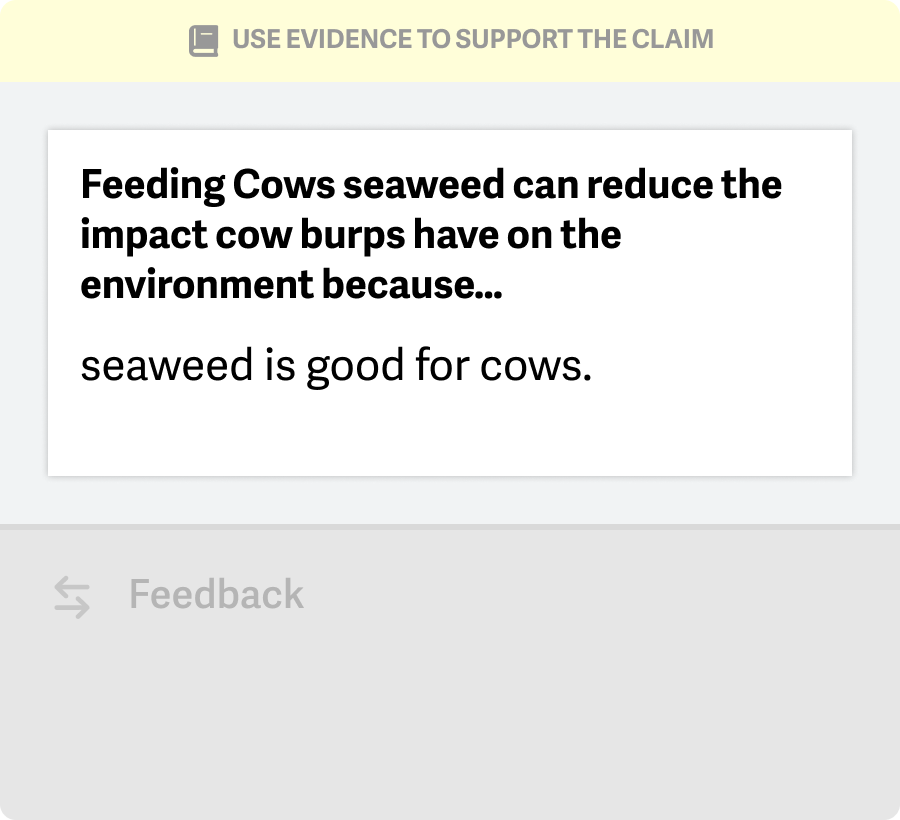 USE EVIDENCE TO SUPPORT THE CLAIM
Feeding Cows seaweed can reduce the
impact cow burps have on the
environment because...
seaweed is good for cows.
Feedback